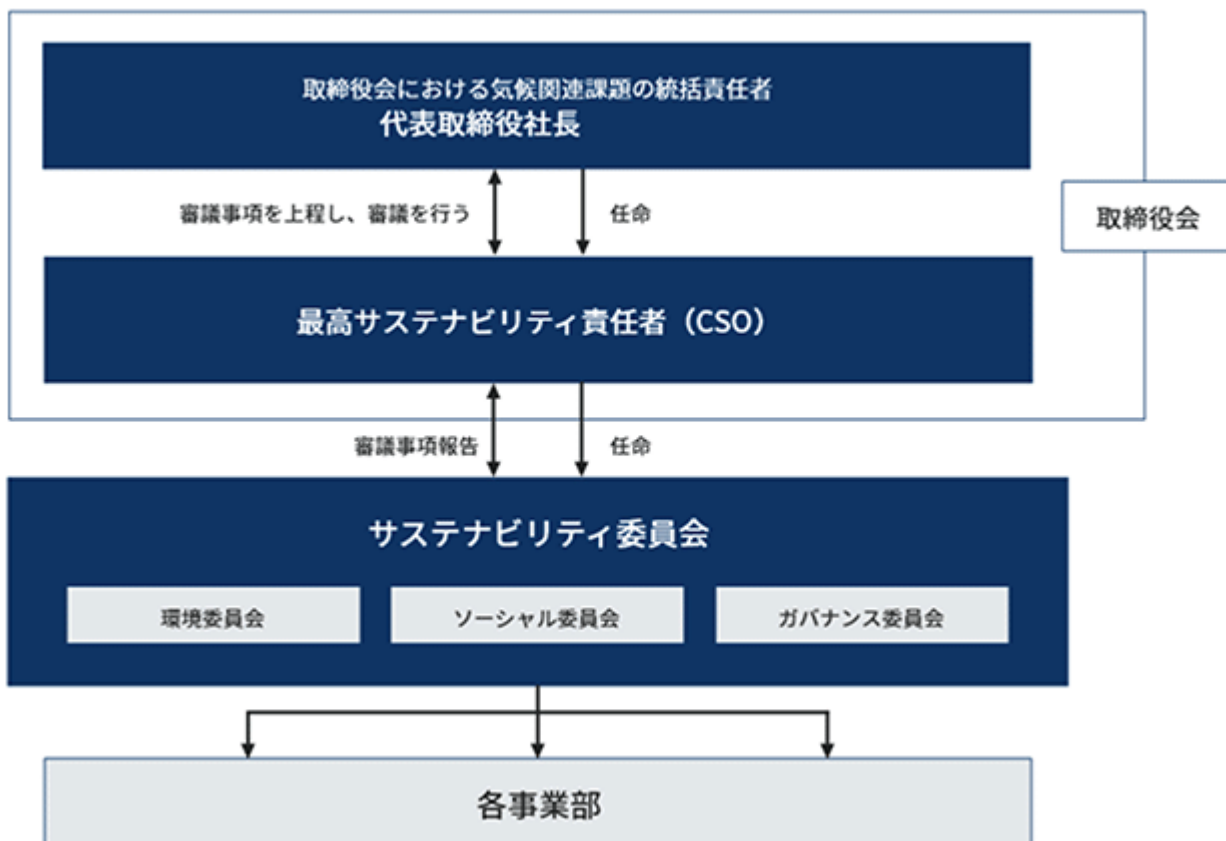 取締役会における気候関連課題の統括責任者
代表取締役社長
審議事項を上程し、審議を行う
任命
取締役会
最高サステナビリティ責任者（CSO）
審議事項報告
任命
サステナビリティ委員会
環境委員会
ソーシャル委員会
ガバナンス委員会
各事業部